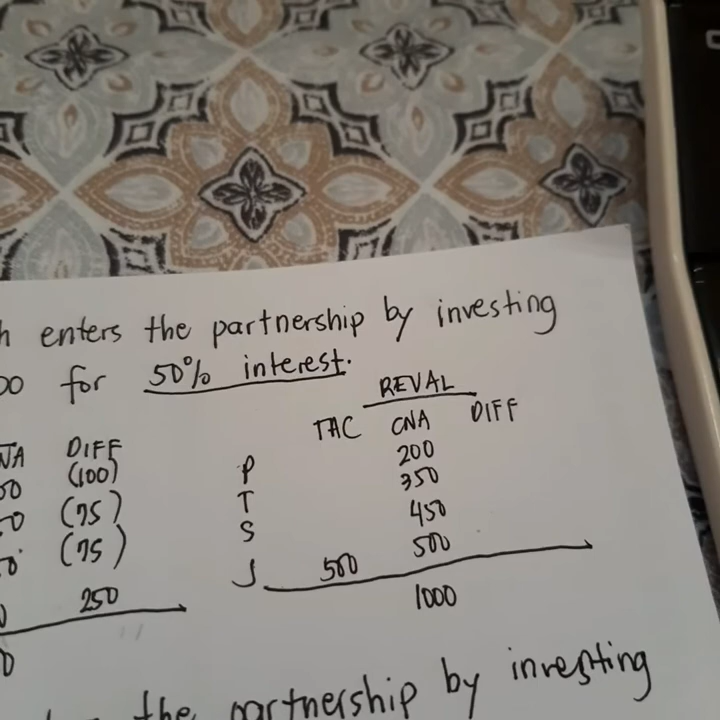 enters the partnership by investing
for 50% interest.
REVAL
TAC CNA DIFF
P 200
T 350
S 450
J 500 500
1000
DIFF
(100)
(75)
(75)
250
the partnership by investing